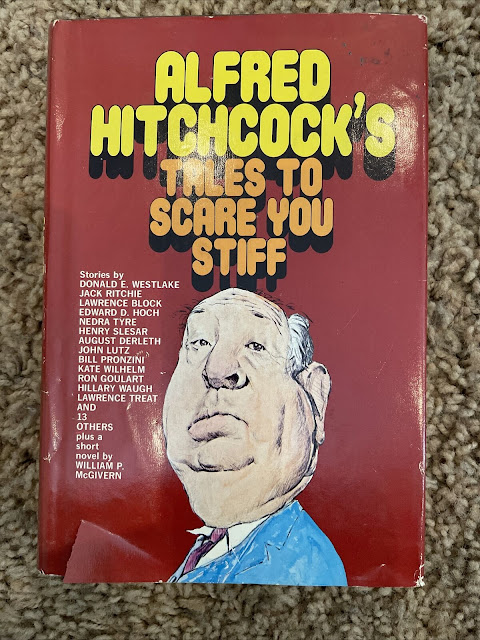 ALFRED
HITCHCOCK'S
TALES TO
SCARE YOU
STIFF
Stories by
DONALD E. WESTLAKE
JACK RITCHIE
LAWRENCE BLOCK
EDWARD D. HOCH
NEDRA TYRE
HENRY SLESAR
AUGUST DERLETH
JOHN LUTZ
BILL PRONZINI
KATE WILHELM
RON GOULART
HILLARY WAUGH
LAWRENCE TREAT
AND
13
OTHERS
plus a
short
novel by
WILLIAM P.
McGIVERN